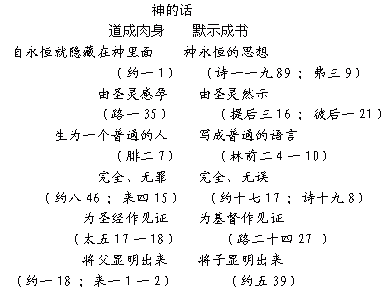 神的话
道成肉身 默示成书
自永恒就隐藏在神里面 神永恒的思想
（约一1） （诗一一九89；弗三9）
由圣灵感孕 由圣灵默示
（路一35） （提后三16；彼后一21）
生为一个普通的人 写成普通的语言
（腓二7） （林前二4－10）
完全、无罪 完全、无误
（约八46；来四15） （约十七17；诗十九8）
为圣经作见证 为基督作见证
（太五17－18） （路二十四27）
将父显明出来 将子显明出来
（约一18；来一1－2） （约五39）